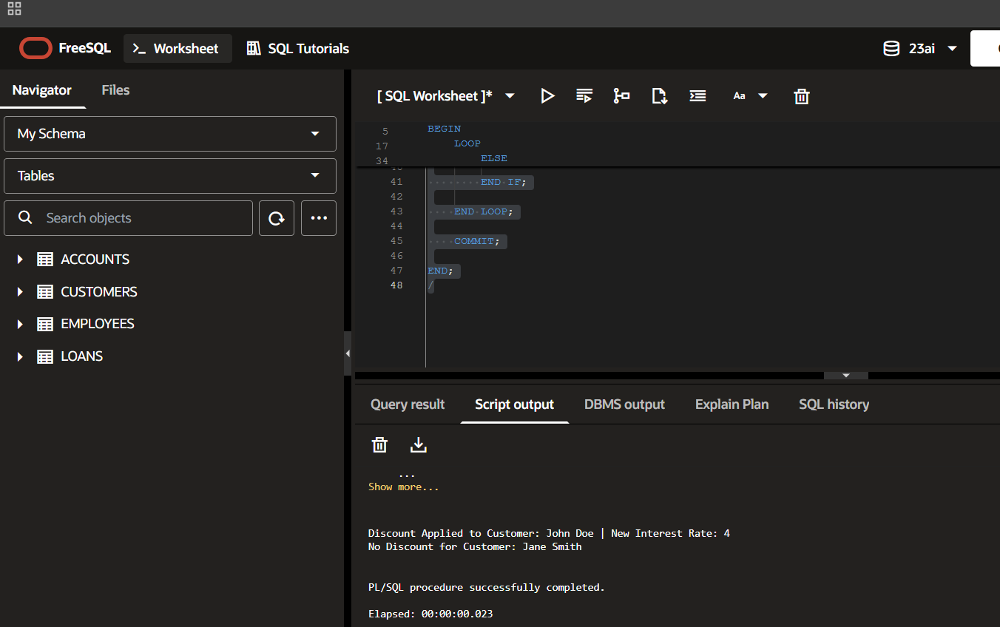 FreeSQL
Worksheet
SQL Tutorials
23ai
Navigator
Files
My Schema
Tables
Search objects
ACCOUNTS
CUSTOMERS
EMPLOYEES
LOANS
[ SQL Worksheet ]*
Aa
5 BEGIN
17 LOOP
34 ELSE
41 END IF;
42
43 END LOOP;
44
45 COMMIT;
46
47 END;
48 /
Query result
Script output
DBMS output
Explain Plan
SQL history
...
Show more...
Discount Applied to Customer: John Doe | New Interest Rate: 4
No Discount for Customer: Jane Smith
PL/SQL procedure successfully completed.
Elapsed: 00:00:00.023